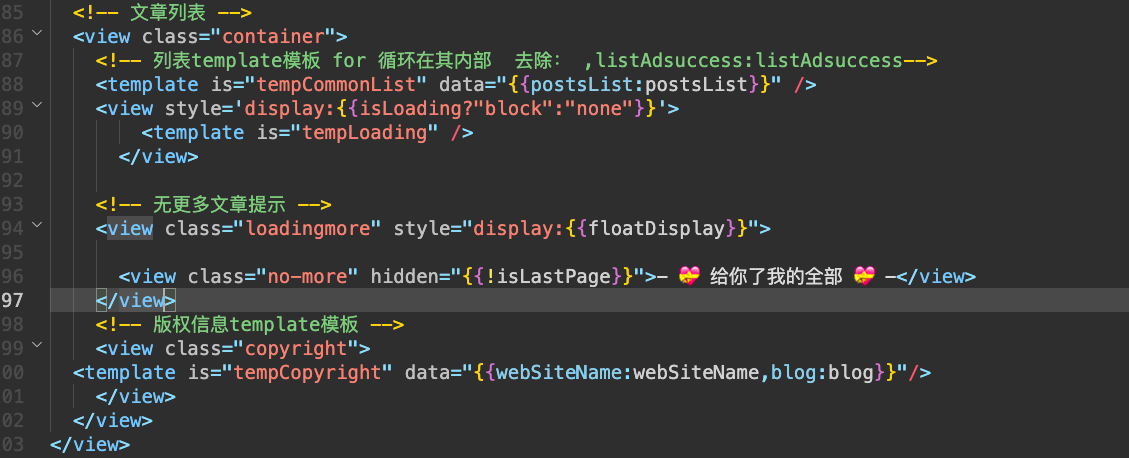 85 <!-- 文章列表 -->
86 <view class="container">
87 <!-- 列表template模板 for 循环在其内部  去除： ,listAdsuccess:listAdsuccess-->
88 <template is="tempCommonList" data="{{postsList:postsList}}" />
89 <view style='display:{{isLoading?"block":"none"}}'>
90 <template is="tempLoading" />
91 </view>
92
93 <!-- 无更多文章提示 -->
94 <view class="loadingmore" style="display:{{floatDisplay}}">
95
96 <view class="no-more" hidden="{{!isLastPage}}">- 💝 给你了我的全部 💝 -</view>
97 </view>
98 <!-- 版权信息template模板 -->
99 <view class="copyright">
00 <template is="tempCopyright" data="{{webSiteName:webSiteName,blog:blog}}"/>
01 </view>
02 </view>
03 </view>